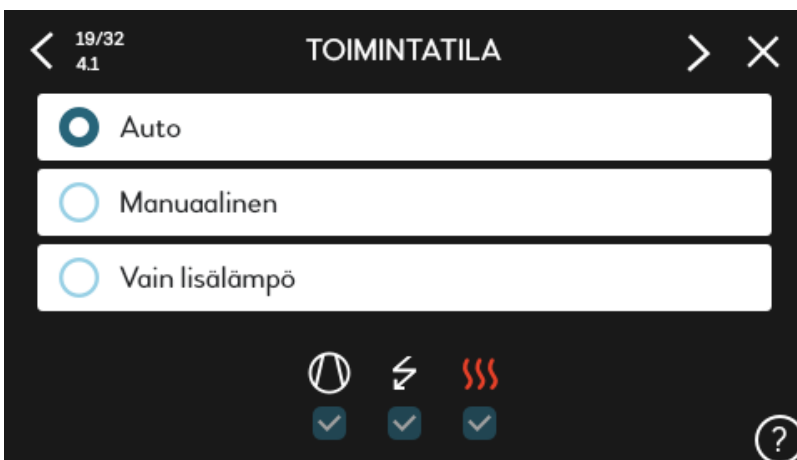 19/32
4.1
TOIMINTATILA
Auto
Manuaalinen
Vain lisälämpö
?